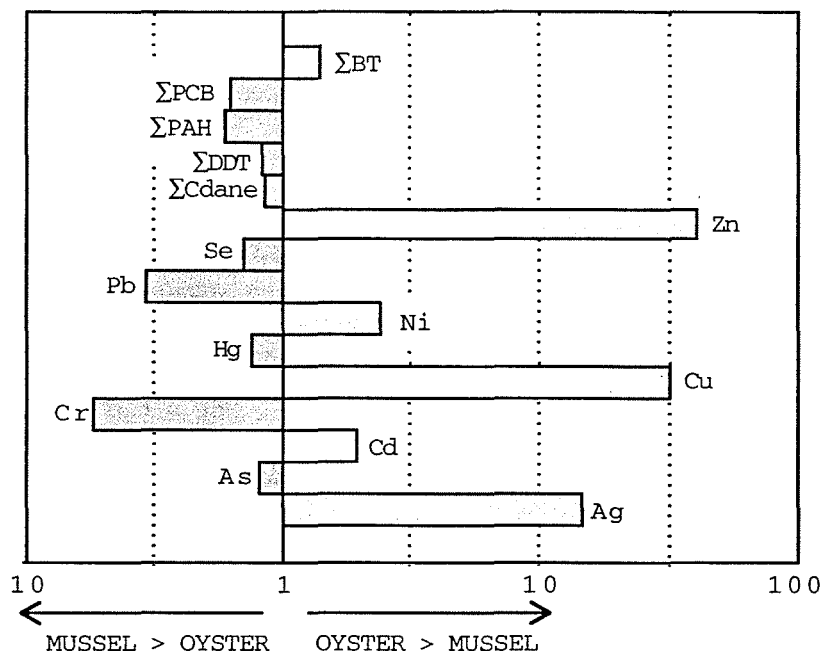 ΣBT
ΣPCB
ΣPAH
ΣDDT
ΣCdane
Zn
Se
Pb
Ni
Hg
Cu
Cr
Cd
As
Ag
10 1 10 100
MUSSEL > OYSTER OYSTER > MUSSEL